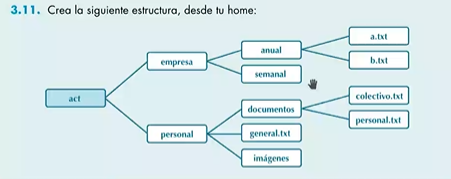 3.11. Crea la siguiente estructura, desde tu home:
a.txt
anual
b.txt
empresa
semanal
act
colectivo.txt
documentos
personal.txt
personal
general.txt
imágenes